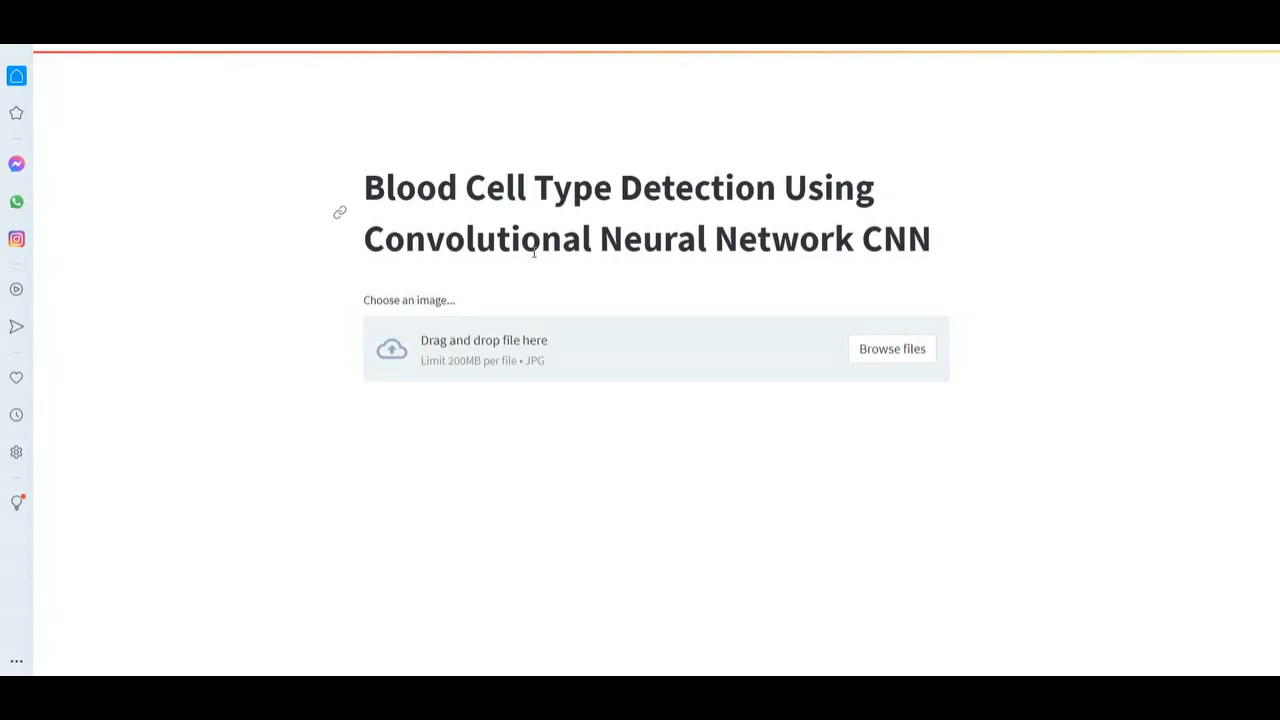 Blood Cell Type Detection Using
Convolutional Neural Network CNN
Choose an image...
Drag and drop file here
Limit 200MB per file • JPG
Browse files